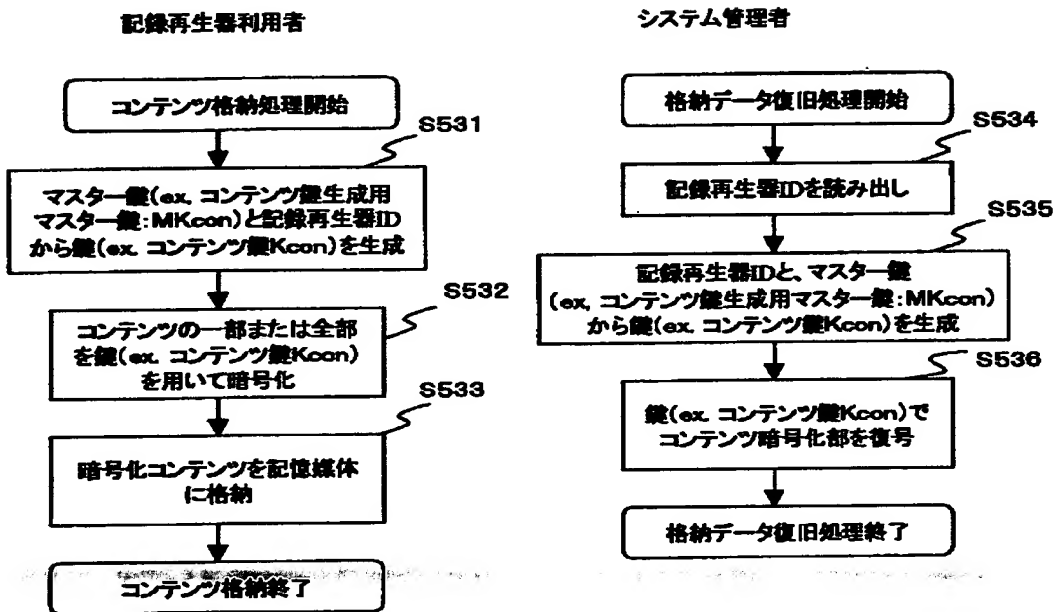 記録再生器利用者
コンテンツ格納処理開始
S531
マスター鍵(ex. コンテンツ鍵生成用
マスター鍵:MKcon)と記録再生器ID
から鍵(ex. コンテンツ鍵Kcon)を生成
S532
コンテンツの一部または全部
を鍵(ex. コンテンツ鍵Kcon)
を用いて暗号化
S533
暗号化コンテンツを記憶媒体
に格納
コンテンツ格納終了
システム管理者
格納データ復旧処理開始
S534
記録再生器IDを読み出し
S535
記録再生器IDと、マスター鍵
(ex. コンテンツ鍵生成用マスター鍵:MKcon)
から鍵(ex. コンテンツ鍵Kcon)を生成
S536
鍵(ex. コンテンツ鍵Kcon)で
コンテンツ暗号化部を復号
格納データ復旧処理終了